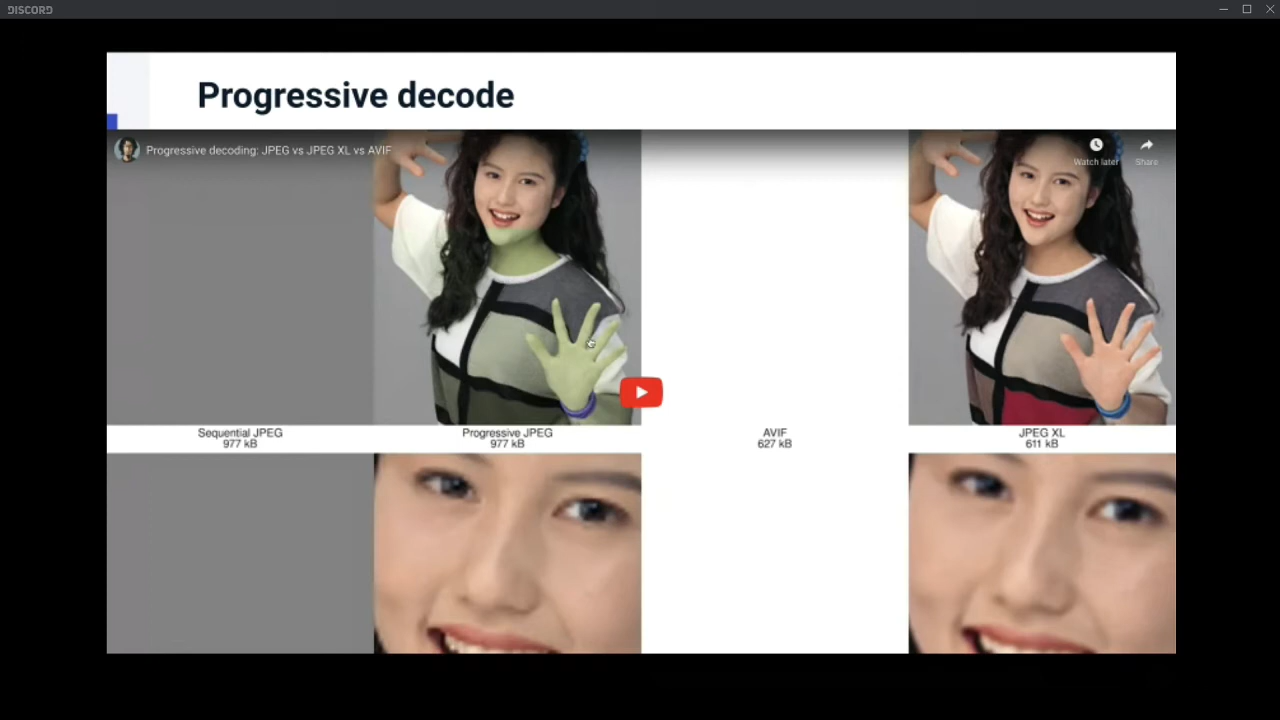 DISCORD
Progressive decode
Progressive decoding: JPEG vs JPEG XL vs AVIF
Watch later
Share
Sequential JPEG
977 kB
Progressive JPEG
977 kB
AVIF
627 kB
JPEG XL
611 kB